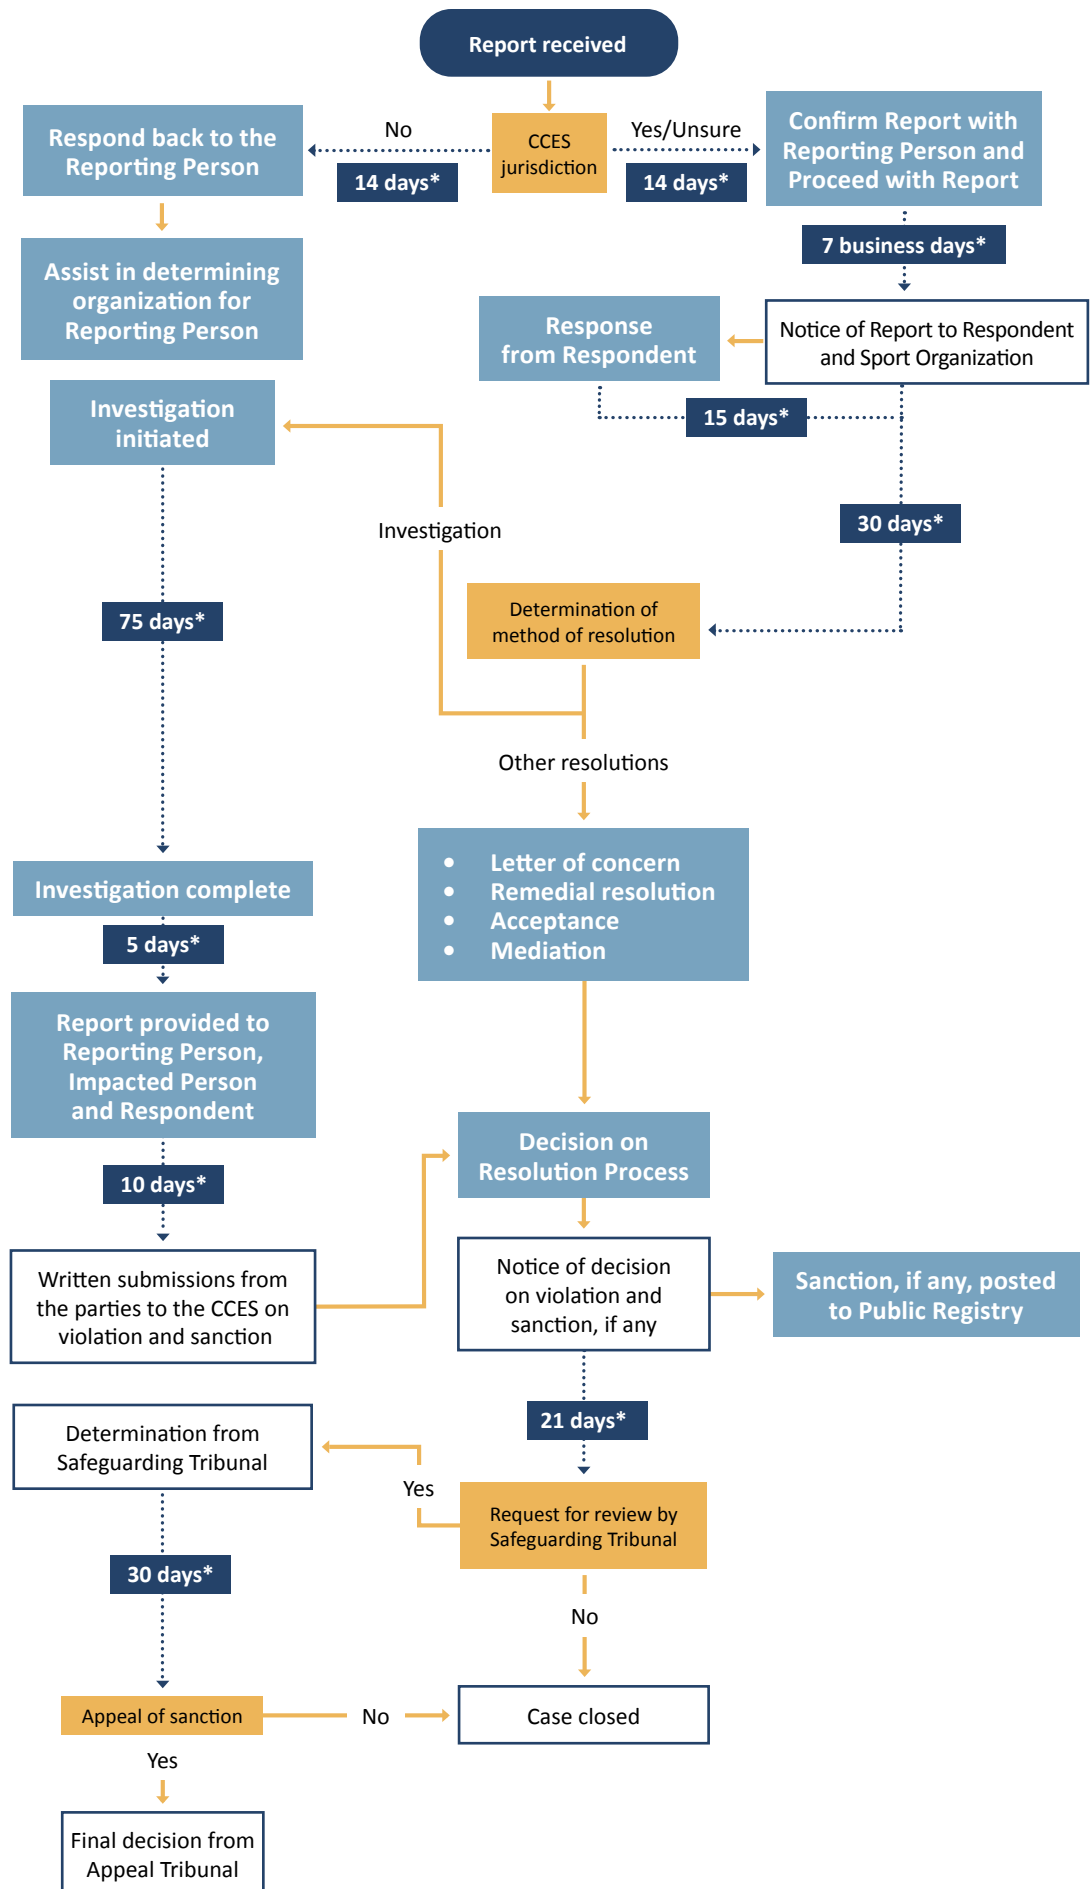 Report received
Respond back to the
Reporting Person
No
14 days*
CCES
jurisdiction
Yes/Unsure
14 days*
Confirm Report with
Reporting Person and
Proceed with Report
7 business days*
Assist in determining
organization for
Reporting Person
Response
from Respondent
Notice of Report to Respondent
and Sport Organization
15 days*
30 days*
Investigation
initiated
Investigation
75 days*
Determination of
method of resolution
Other resolutions
• Letter of concern
• Remedial resolution
• Acceptance
• Mediation
Investigation complete
5 days*
Report provided to
Reporting Person,
Impacted Person
and Respondent
10 days*
Decision on
Resolution Process
Written submissions from
the parties to the CCES on
violation and sanction
Notice of decision
on violation and
sanction, if any
Sanction, if any, posted
to Public Registry
21 days*
Determination from
Safeguarding Tribunal
Yes
Request for review by
Safeguarding Tribunal
30 days*
No
Appeal of sanction
No
Case closed
Yes
Final decision from
Appeal Tribunal